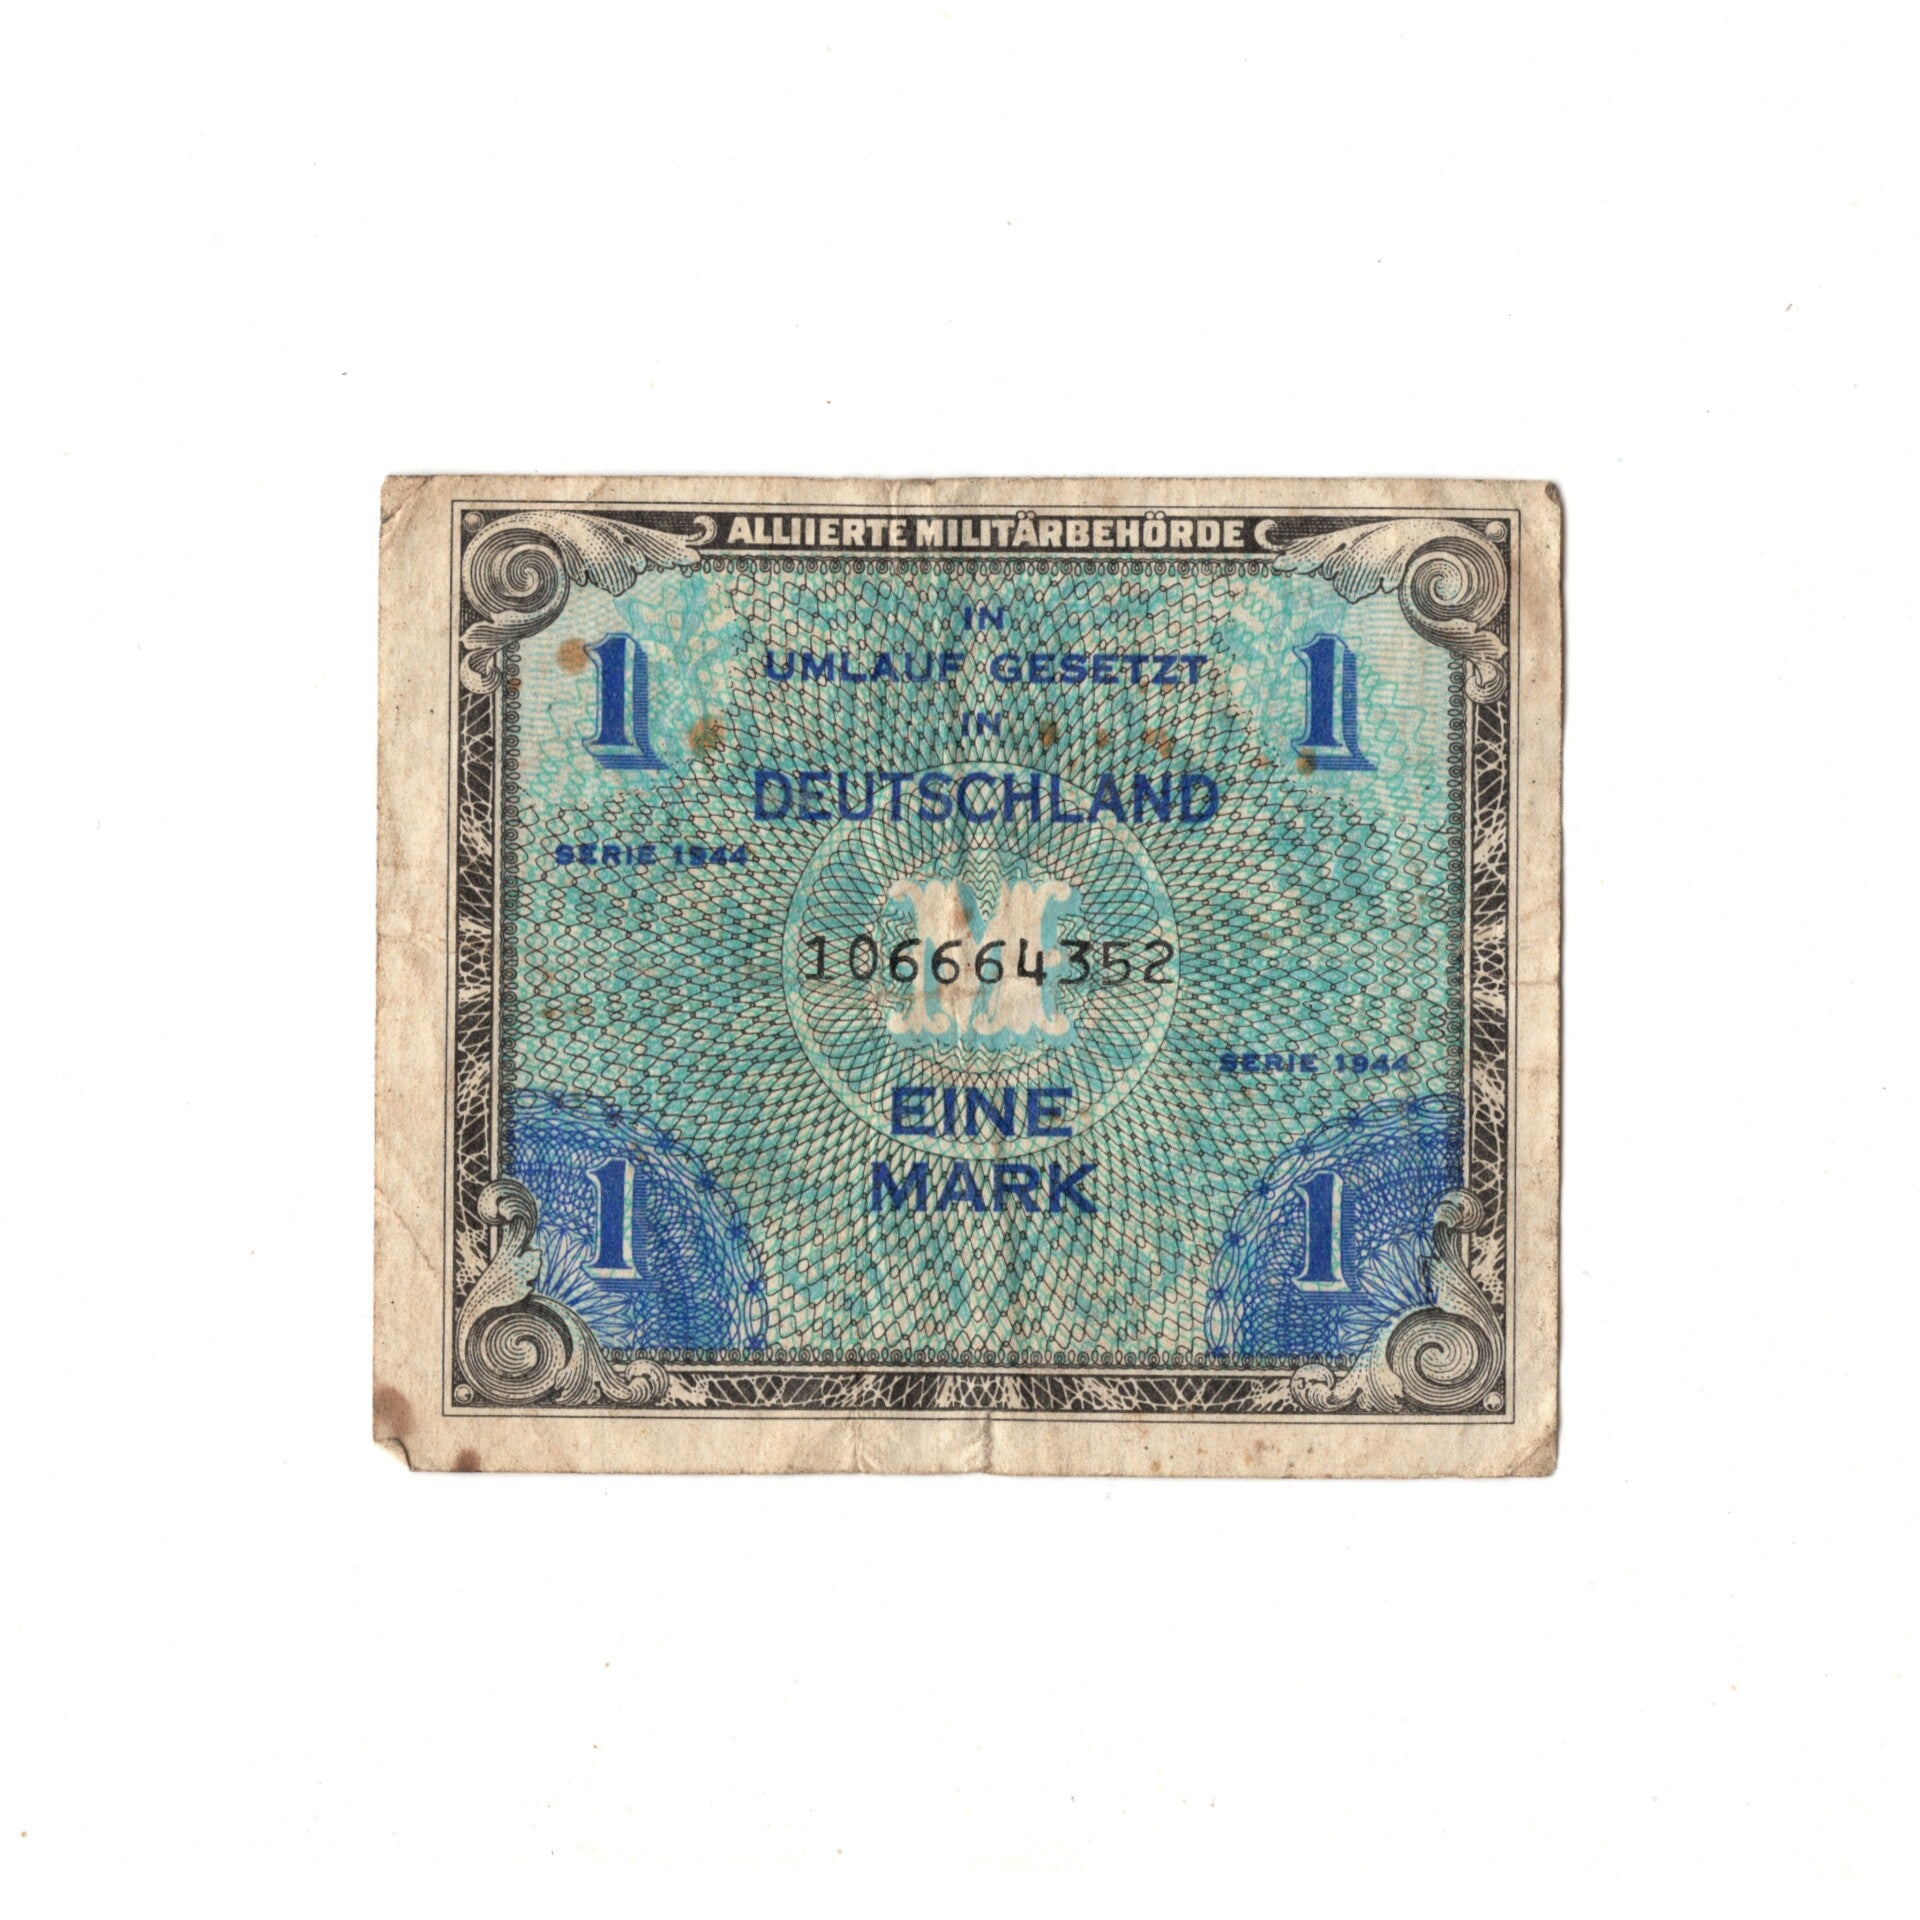 ALLIIERTE MILITÄRBEHÖRDE
IN
UMLAUF GESETZT
IN
DEUTSCHLAND
1
1
SERIE 1944
M
106664352
SERIE 1944
EINE
MARK
1
1